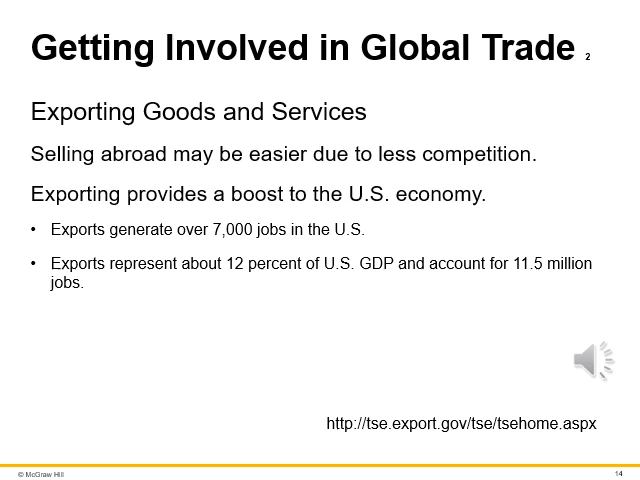 Getting Involved in Global Trade 2
Exporting Goods and Services
Selling abroad may be easier due to less competition.
Exporting provides a boost to the U.S. economy.
• Exports generate over 7,000 jobs in the U.S.
• Exports represent about 12 percent of U.S. GDP and account for 11.5 million
jobs.
http://tse.export.gov/tse/tsehome.aspx
© McGraw Hill
14